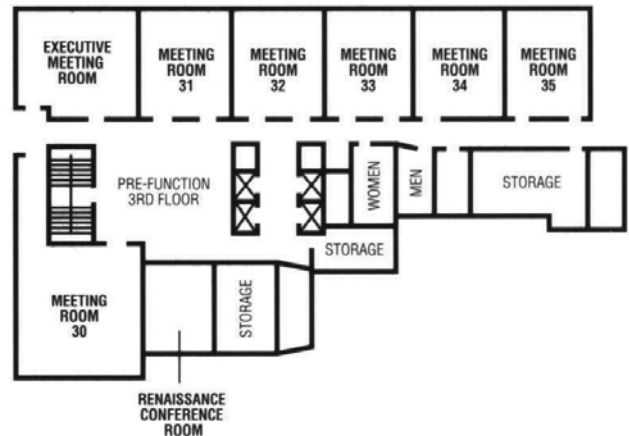 EXECUTIVE
MEETING
ROOM
MEETING
ROOM
31
MEETING
ROOM
32
MEETING
ROOM
33
MEETING
ROOM
34
MEETING
ROOM
35
PRE-FUNCTION
3RD FLOOR
WOMEN
MEN
STORAGE
STORAGE
MEETING
ROOM
30
STORAGE
RENAISSANCE
CONFERENCE
ROOM